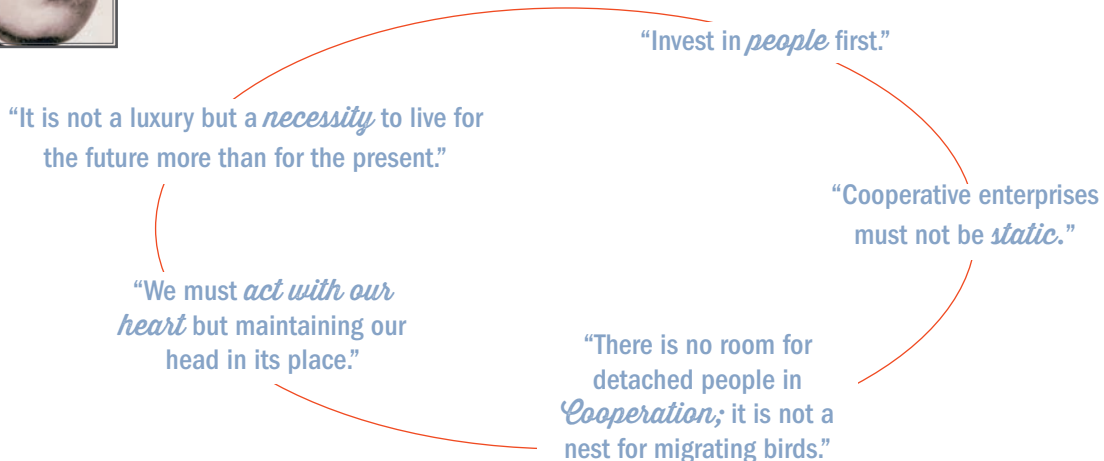 “Invest in people first.”
“It is not a luxury but a necessity to live for
the future more than for the present.”
“Cooperative enterprises
must not be static.”
“We must act with our
heart but maintaining our
head in its place.”
“There is no room for
detached people in
Cooperation; it is not a
nest for migrating birds.”